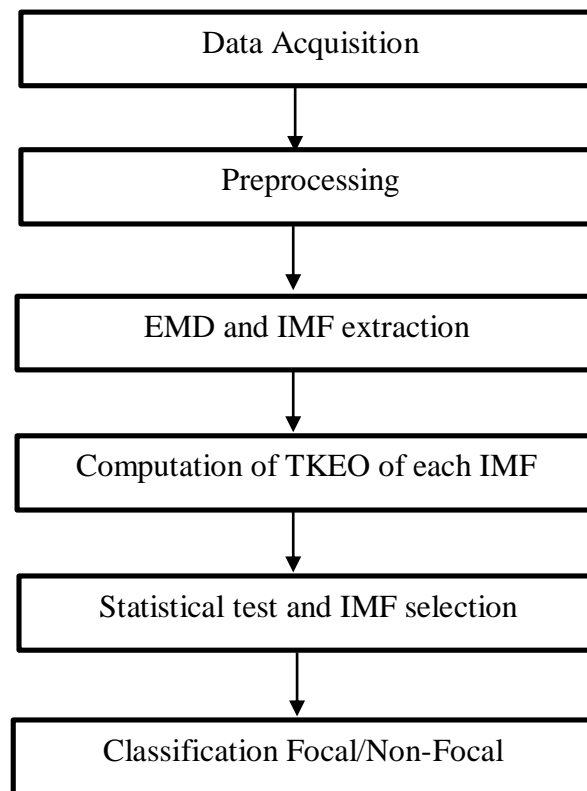 Data Acquisition
Preprocessing
EMD and IMF extraction
Computation of TKEO of each IMF
Statistical test and IMF selection
Classification Focal/Non-Focal